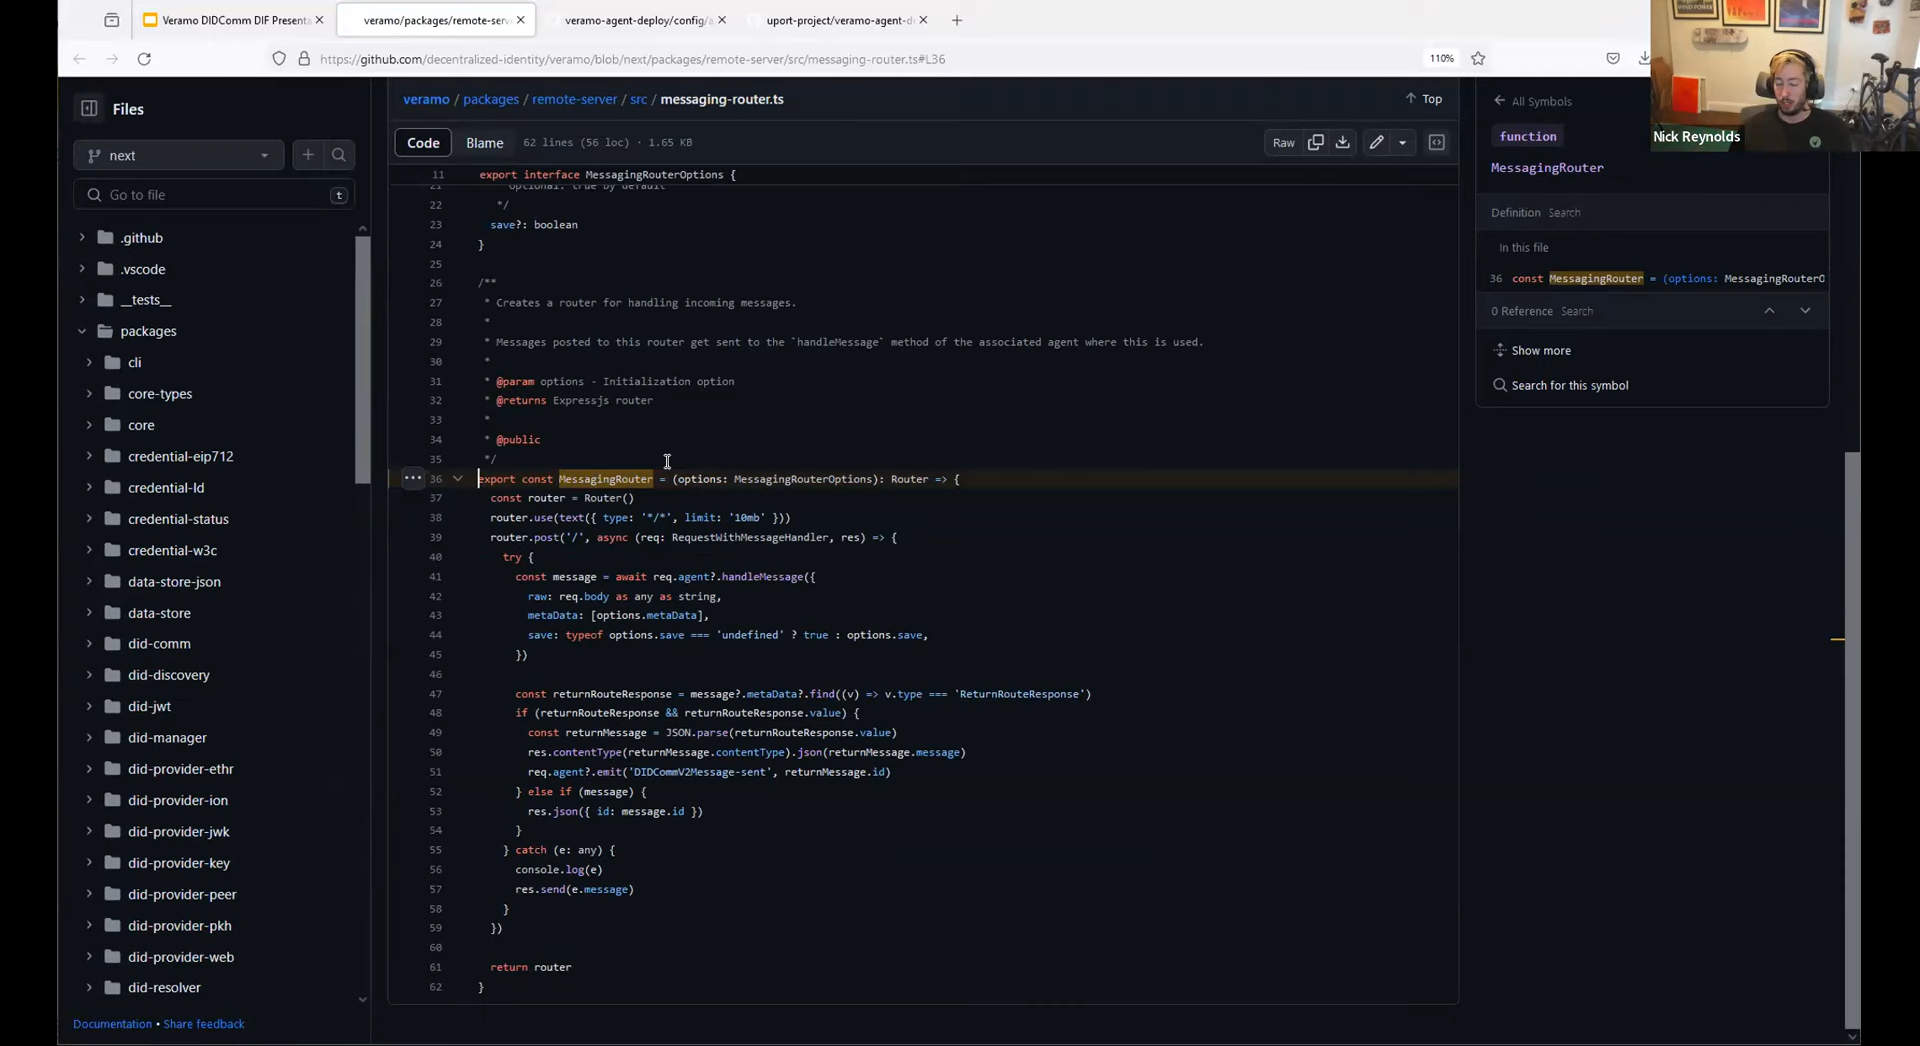 Veramo DIDComm DIF Presenta
veramo/packages/remote-serv
veramo-agent-deploy/config/a
uport-project/veramo-agent-d
https://github.com/decentralized-identity/veramo/blob/next/packages/remote-server/src/messaging-router.ts#L36
110%
Nick Reynolds
Files
next
Go to file
t
.github
.vscode
__tests__
packages
cli
core-types
core
credential-eip712
credential-ld
credential-status
credential-w3c
data-store-json
data-store
did-comm
did-discovery
did-jwt
did-manager
did-provider-ethr
did-provider-ion
did-provider-jwk
did-provider-key
did-provider-peer
did-provider-pkh
did-provider-web
did-resolver
Documentation • Share feedback
veramo / packages / remote-server / src / messaging-router.ts
Top
Code
Blame
62 lines (56 loc) · 1.65 KB
Raw
11 export interface MessagingRouterOptions {
21 Optional: true by default
22 */
23 save?: boolean
24 }
25
26 /**
27 * Creates a router for handling incoming messages.
28 *
29 * Messages posted to this router get sent to the `handleMessage` method of the associated agent where this is used.
30 *
31 * @param options - Initialization option
32 * @returns Expressjs router
33 *
34 * @public
35 */
36 export const MessagingRouter = (options: MessagingRouterOptions): Router => {
37 const router = Router()
38 router.use(text({ type: '*/*', limit: '10mb' }))
39 router.post('/', async (req: RequestWithMessageHandler, res) => {
40 try {
41 const message = await req.agent?.handleMessage({
42 raw: req.body as any as string,
43 metaData: [options.metaData],
44 save: typeof options.save === 'undefined' ? true : options.save,
45 })
46
47 const returnRouteResponse = message?.metaData?.find((v) => v.type === 'ReturnRouteResponse')
48 if (returnRouteResponse && returnRouteResponse.value) {
49 const returnMessage = JSON.parse(returnRouteResponse.value)
50 res.contentType(returnMessage.contentType).json(returnMessage.message)
51 req.agent?.emit('DIDCommV2Message-sent', returnMessage.id)
52 } else if (message) {
53 res.json({ id: message.id })
54 }
55 } catch (e: any) {
56 console.log(e)
57 res.send(e.message)
58 }
59 })
60
61 return router
62 }
All Symbols
function
MessagingRouter
Definition Search
In this file
36 const MessagingRouter = (options: MessagingRouterO
0 Reference Search
Show more
Search for this symbol